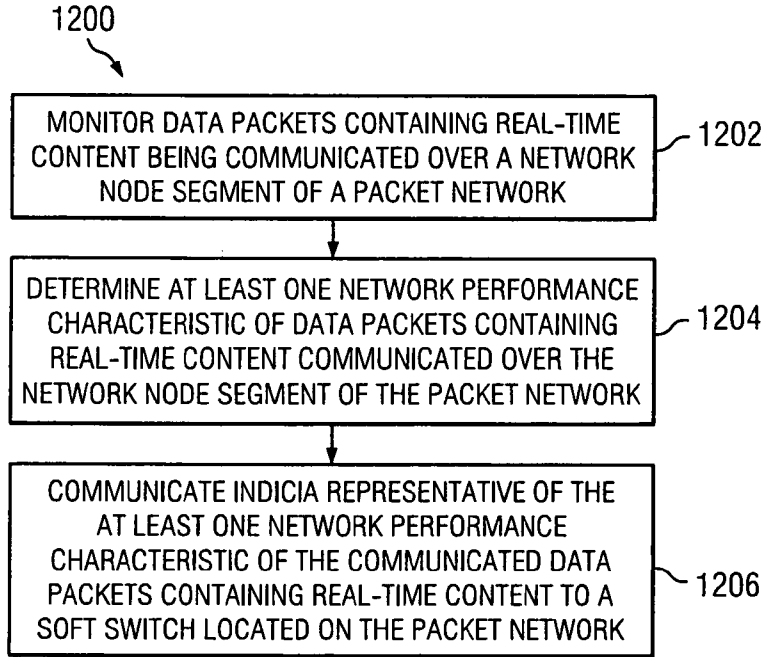 1200
MONITOR DATA PACKETS CONTAINING REAL-TIME
CONTENT BEING COMMUNICATED OVER A NETWORK
NODE SEGMENT OF A PACKET NETWORK
1202
DETERMINE AT LEAST ONE NETWORK PERFORMANCE
CHARACTERISTIC OF DATA PACKETS CONTAINING
REAL-TIME CONTENT COMMUNICATED OVER THE
NETWORK NODE SEGMENT OF THE PACKET NETWORK
1204
COMMUNICATE INDICIA REPRESENTATIVE OF THE
AT LEAST ONE NETWORK PERFORMANCE
CHARACTERISTIC OF THE COMMUNICATED DATA
PACKETS CONTAINING REAL-TIME CONTENT TO A
SOFT SWITCH LOCATED ON THE PACKET NETWORK
1206